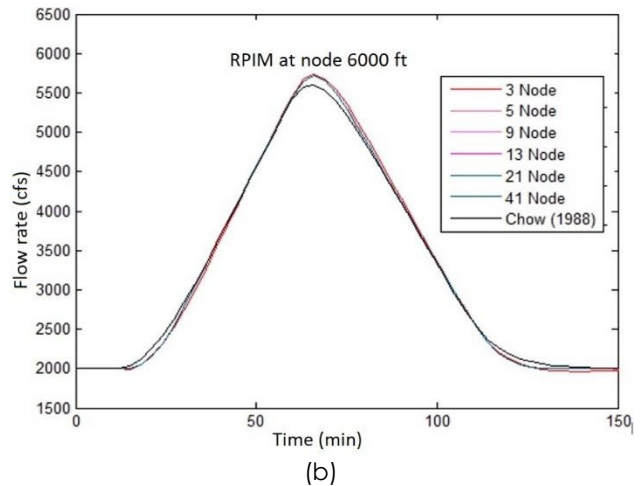 6500
6000
5500
5000
4500
4000
3500
3000
2500
2000
1500
Flow rate (cfs)
RPIM at node 6000 ft
3 Node
5 Node
9 Node
13 Node
21 Node
41 Node
Chow (1988)
0
50
100
150
Time (min)
(b)